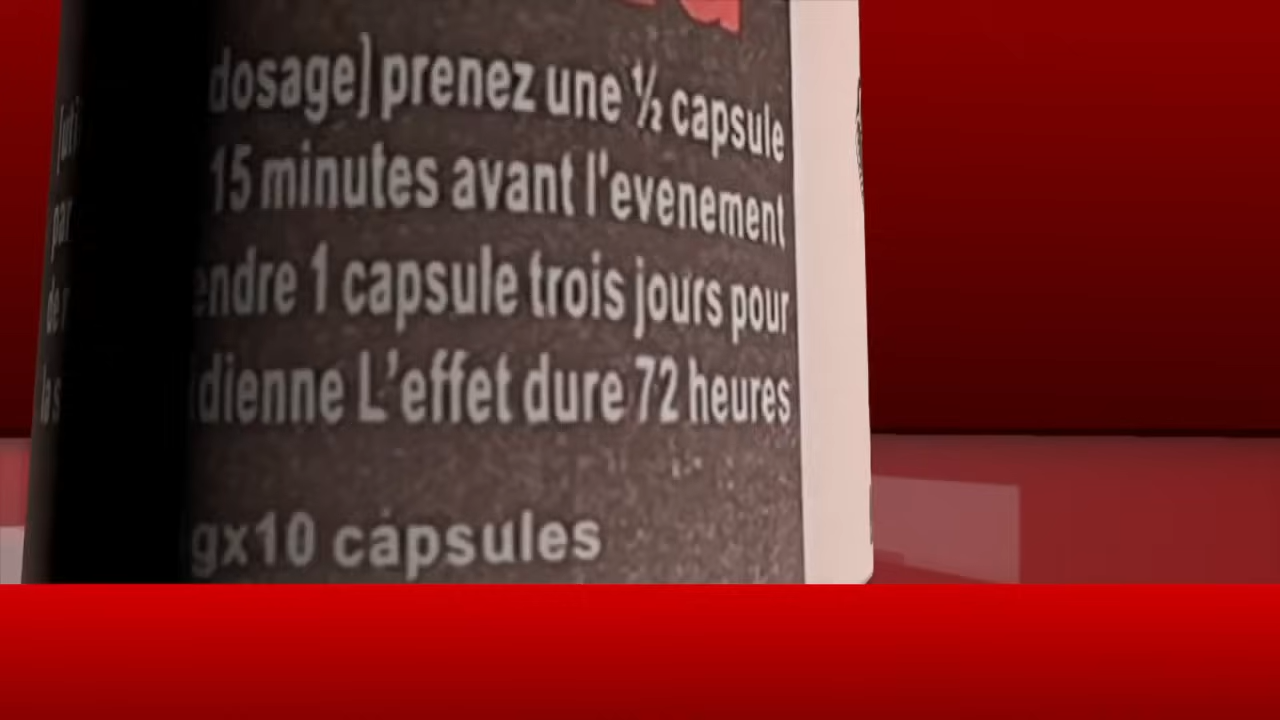 dosage] prenez une ½ capsule
15 minutes avant l'evenement
endre 1 capsule trois jours pour
dienne L'effet dure 72 heures
gx10 capsules